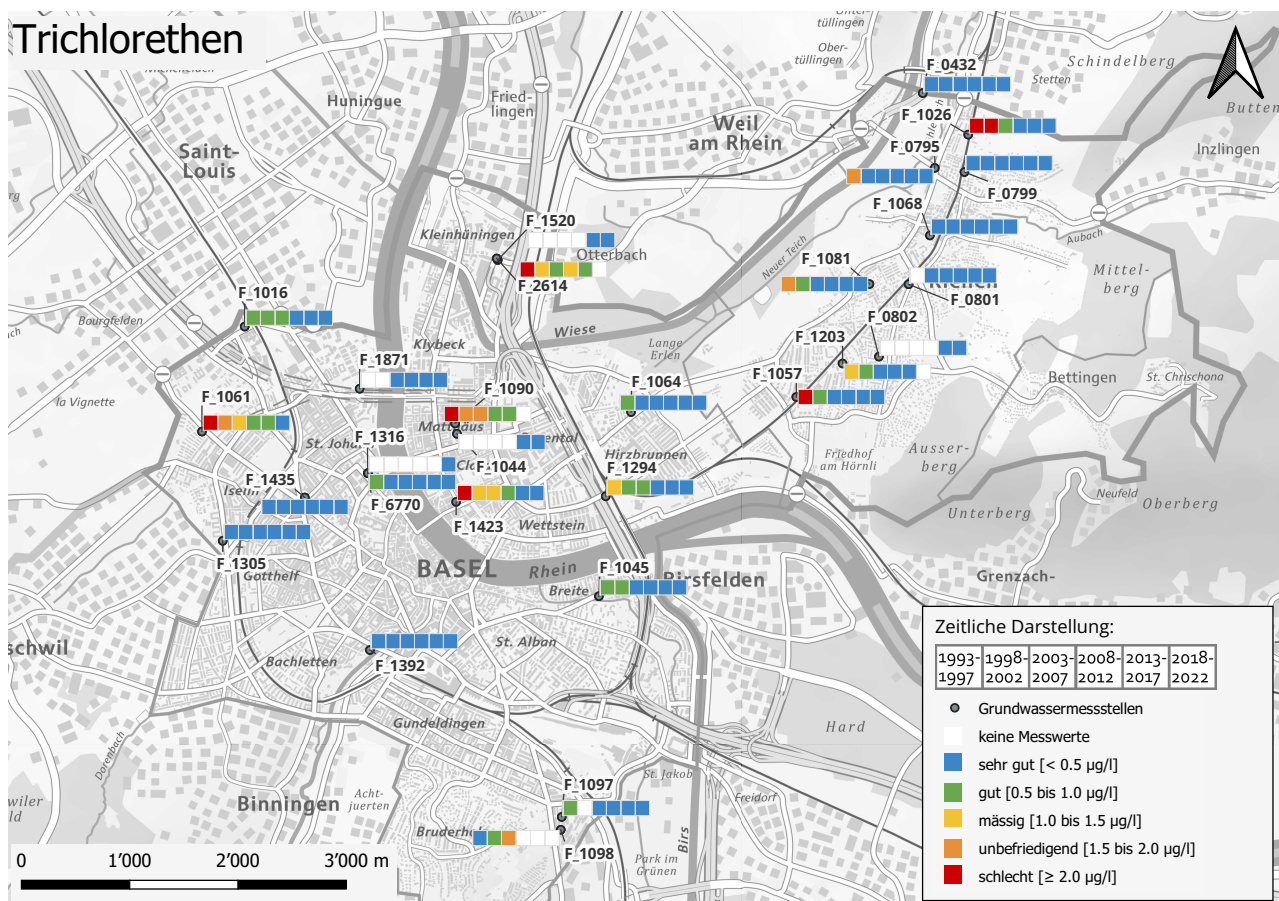 Trichlorethen
Unter-
tüllingen
Ober-
tüllingen
F_0432
Schindelberg
Stetten
Butten
Huningue
Fried-
lingen
Weil
am Rhein
F_1026
F_0795
Inzlingen
Saint-
Louis
F_0799
F_1068
Aubach
F_1520
Kleinhüningen
Otterbach
F_2614
Neuer Teich
F_1081
Mittel-
berg
F_0801
F_0802
F_1016
Bourgfelden
Wiese
Lange
Erlen
F_1203
Klybeck
F_1871
F_1090
F_1064
F_1057
Bettingen
St. Chrischona
la Vignette
F_1061
Matthäus
Hirzbrunnen
Friedhof
am Hörnli
Ausser-
berg
F_1316
F_1044
F_1294
F_1435
Neufeld
Oberberg
Unterberg
F_6770
F_1423
Wettstein
F_1305
Gotthelf
BASEL
Rhein
F_1045
Breite
Birsfelden
Grenzach-
schwil
Bachletten
F_1392
St. Alban
Gundeldingen
Hard
Dorenbach
St. Jakob
Freidorf
Binningen
Acht-
juerten
F_1097
Birs
F_1098
Park im
Grünen
wiler
ld
0 1'000 2'000 3'000 m
Zeitliche Darstellung:
1993- 1998- 2003- 2008- 2013- 2018-
1997 2002 2007 2012 2017 2022
Grundwassermessstellen
keine Messwerte
sehr gut [< 0.5 µg/l]
gut [0.5 bis 1.0 µg/l]
mässig [1.0 bis 1.5 µg/l]
unbefriedigend [1.5 bis 2.0 µg/l]
schlecht [≥ 2.0 µg/l]